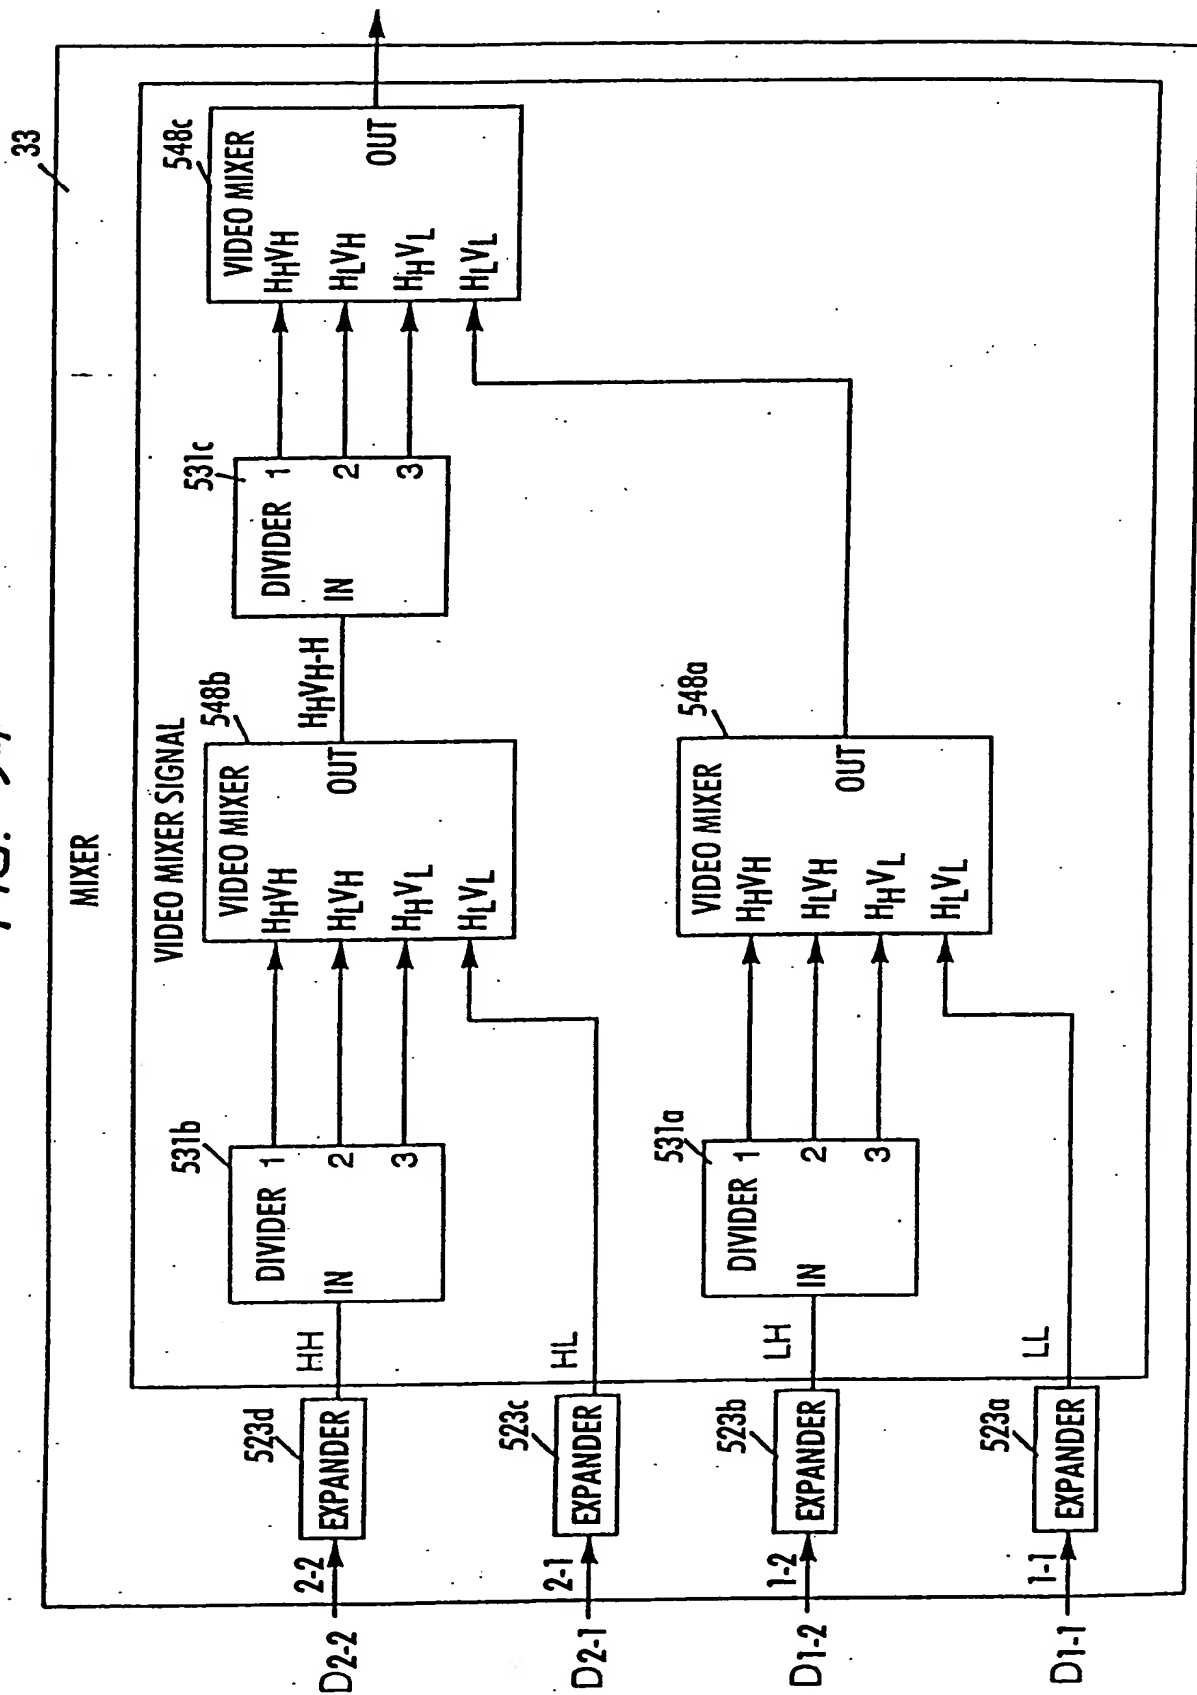 MIXER
33
VIDEO MIXER SIGNAL
D2-2
2-2
523d
EXPANDER
HH
531b
DIVIDER
IN
1
2
3
548b
VIDEO MIXER
HHVH
HLVH
HHVL
HLVL
OUT
HHVH-H
531c
DIVIDER
IN
1
2
3
548c
VIDEO MIXER
HHVH
HLVH
HHVL
HLVL
OUT
D2-1
2-1
523c
EXPANDER
HL
D1-2
1-2
523b
EXPANDER
LH
531a
DIVIDER
IN
1
2
3
548a
VIDEO MIXER
HHVH
HLVH
HHVL
HLVL
OUT
D1-1
1-1
523a
EXPANDER
LL